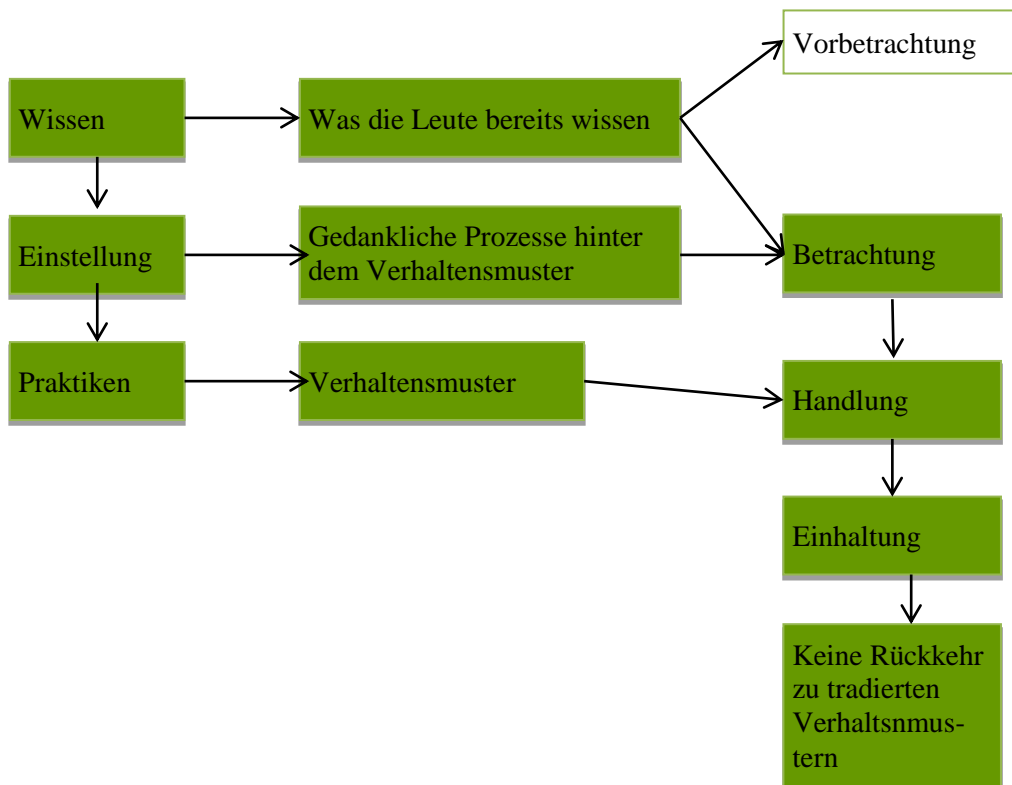 Vorbetrachtung
Wissen
Was die Leute bereits wissen
Einstellung
Gedankliche Prozesse hinter
dem Verhaltensmuster
Betrachtung
Praktiken
Verhaltensmuster
Handlung
Einhaltung
Keine Rückkehr
zu tradierten
Verhaltsnmus-
tern